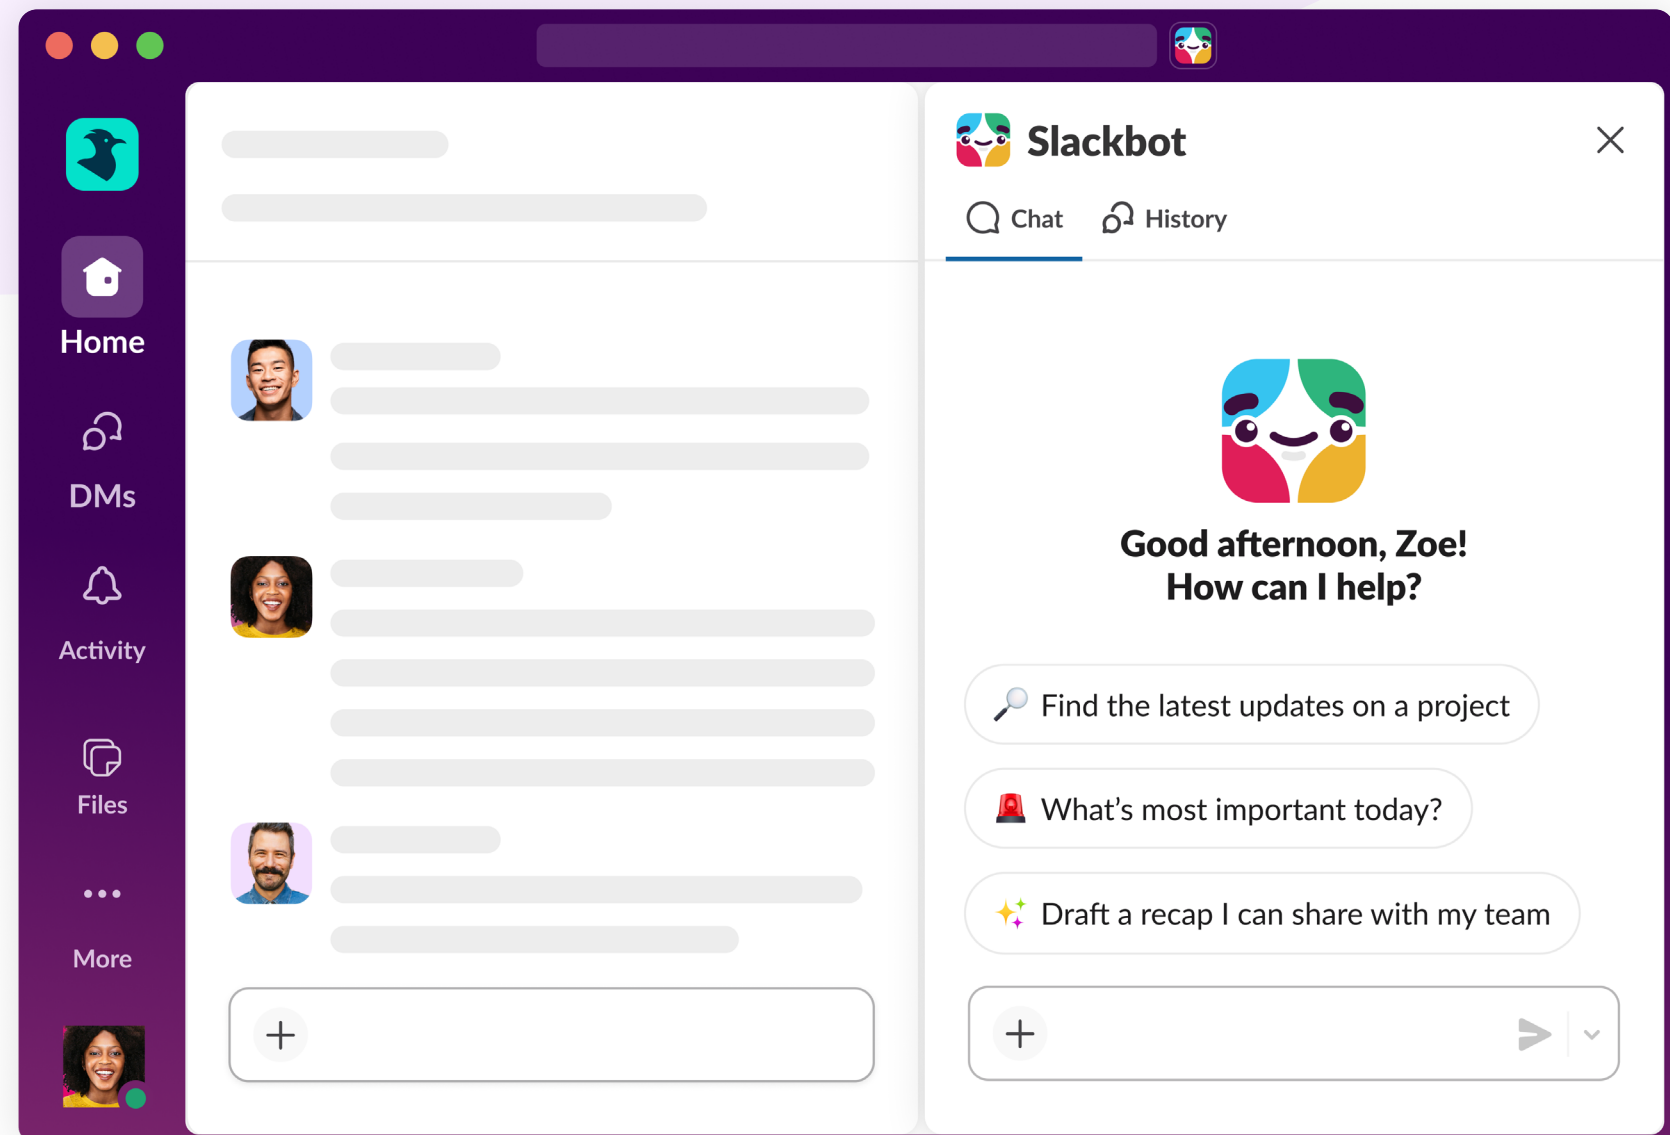 Home
DMs
Activity
Files
More
Slackbot
Chat
History
Good afternoon, Zoe!
How can I help?
Find the latest updates on a project
What's most important today?
Draft a recap I can share with my team